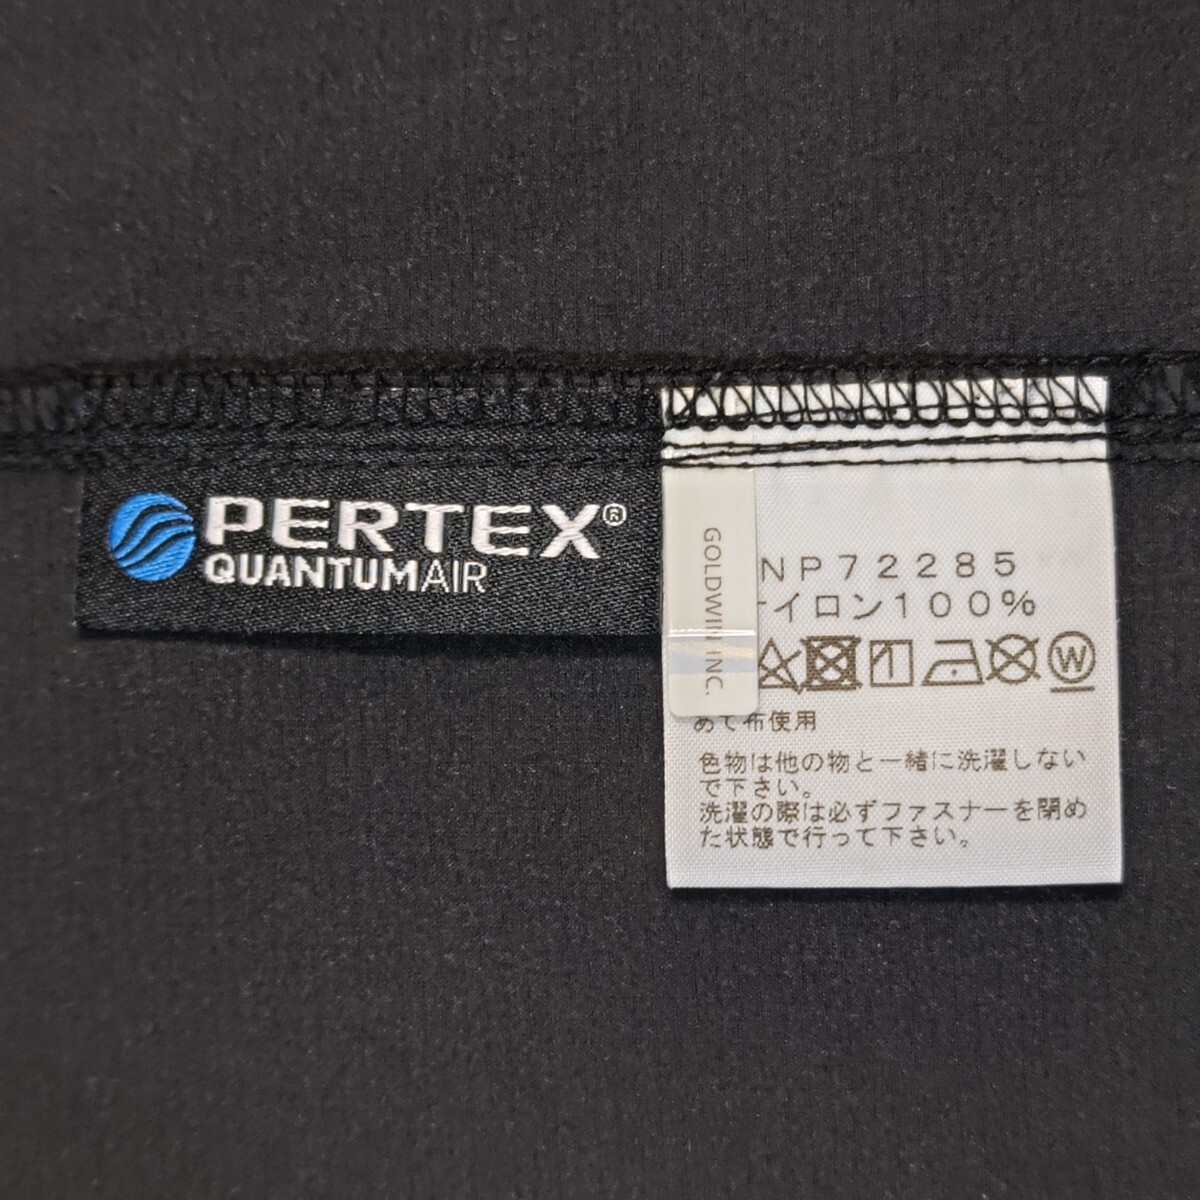 PERTEX®
QUANTUMAIR
GOLDWIN INC.
NP72285
イロン100%
W
あて布使用
色物は他の物と一緒に洗濯しない
で下さい。
洗濯の際は必ずファスナーを閉め
た状態で行って下さい。